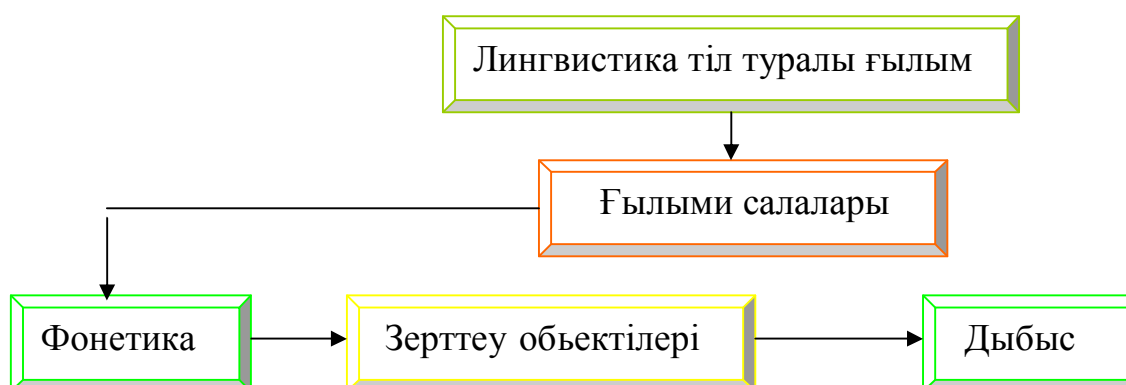 Лингвистика тіл туралы ғылым
Ғылыми салалары
Фонетика
Зерттеу обьектілері
Дыбыс